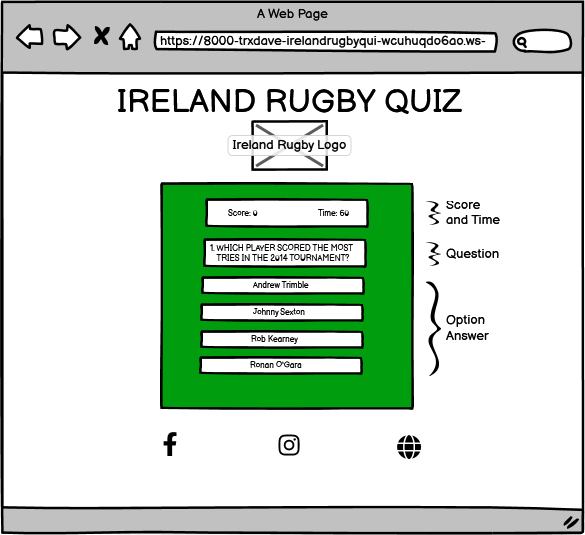 A Web Page
https://8000-trxdave-irelandrugbyqui-wcuhuqdo6ao.ws-
IRELAND RUGBY QUIZ
Ireland Rugby Logo
Score: 0 Time: 60
Score
and Time
1. WHICH PLAYER SCORED THE MOST
TRIES IN THE 2014 TOURNAMENT?
Question
Andrew Trimble
Johnny Sexton
Rob Kearney
Ronan O'Gara
Option
Answer